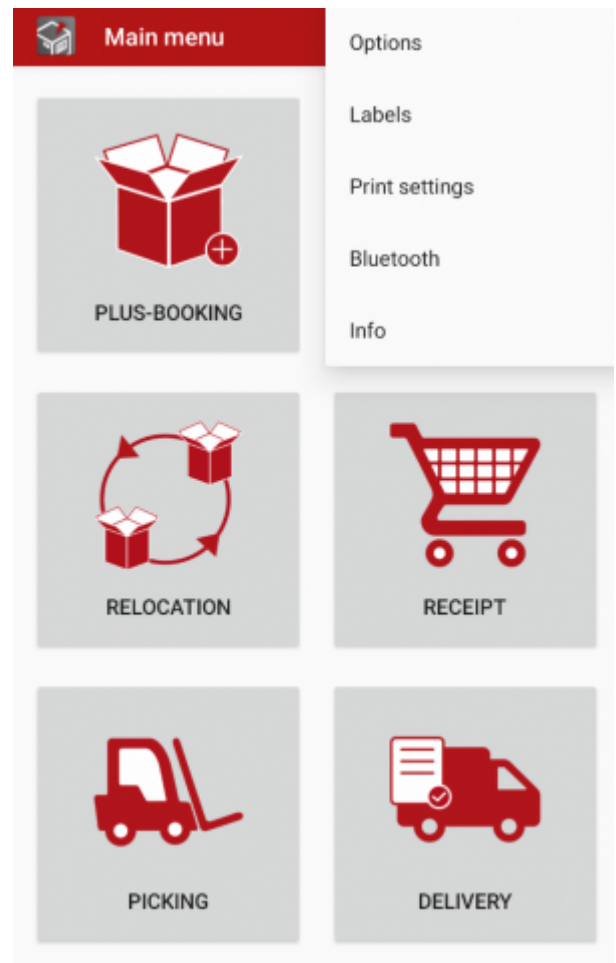 Main menu
Options
Labels
Print settings
Bluetooth
Info
PLUS-BOOKING
RELOCATION
RECEIPT
PICKING
DELIVERY